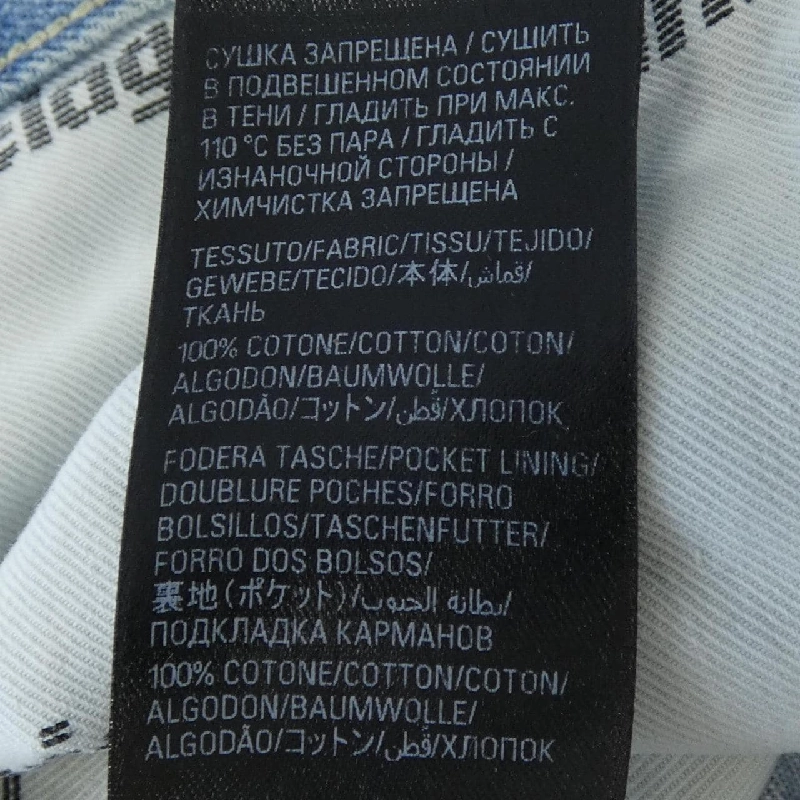 СУШКА ЗАПРЕЩЕНА / СУШИТЬ
В ПОДВЕШЕННОМ СОСТОЯНИИ
В ТЕНИ / ГЛАДИТЬ ПРИ МАКС.
110 °C БЕЗ ПАРА / ГЛАДИТЬ С
ИЗНАНОЧНОЙ СТОРОНЫ /
ХИМЧИСТКА ЗАПРЕЩЕНА
TESSUTO/FABRIC/TISSU/TEJIDO/
GEWEBE/TECIDO/本体/قماش/
ТКАНЬ
100% COTONE/COTTON/COTON/
ALGODON/BAUMWOLLE/
ALGODÃO/コットン/قُطن/ХЛОПОК
FODERA TASCHE/POCKET LINING/
DOUBLURE POCHES/FORRO
BOLSILLOS/TASCHENFUTTER/
FORRO DOS BOLSOS/
裏地(ポケット)/بطانة الجيوب/
ПОДКЛАДКА КАРМАНОВ
100% COTONE/COTTON/COTON/
ALGODON/BAUMWOLLE/
ALGODÃO/コットン/قُطن/ХЛОПОК